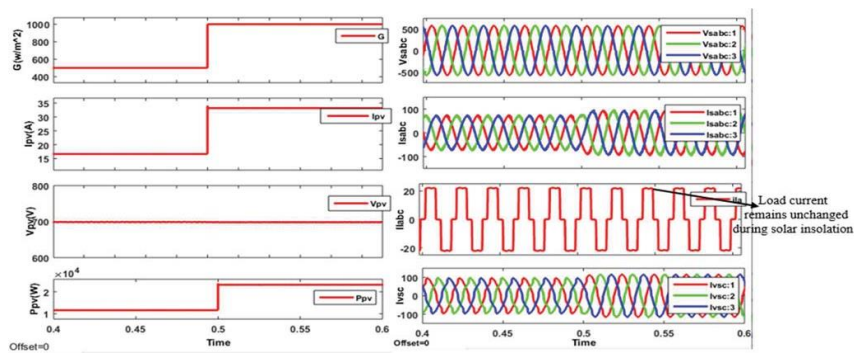 G(w/m^2)
1000
800
600
400
G
Ipv(A)
35
30
25
20
15
Ipv
Vpv(V)
800
700
600
Vpv
×10^4
Ppv(W)
2
1
Ppv
0.4
0.45
0.5
0.55
0.6
Offset=0
Time
Vsabc
500
0
-500
Vsabc:1
Vsabc:2
Vsabc:3
Isabc
100
0
-100
Isabc:1
Isabc:2
Isabc:3
Ilabc
20
0
-20
Ila
Load current
remains unchanged
during solar insolation
Ivsc
100
0
-100
Ivsc:1
Ivsc:2
Ivsc:3
0.4
0.45
0.5
0.55
0.6
Offset=0
Time